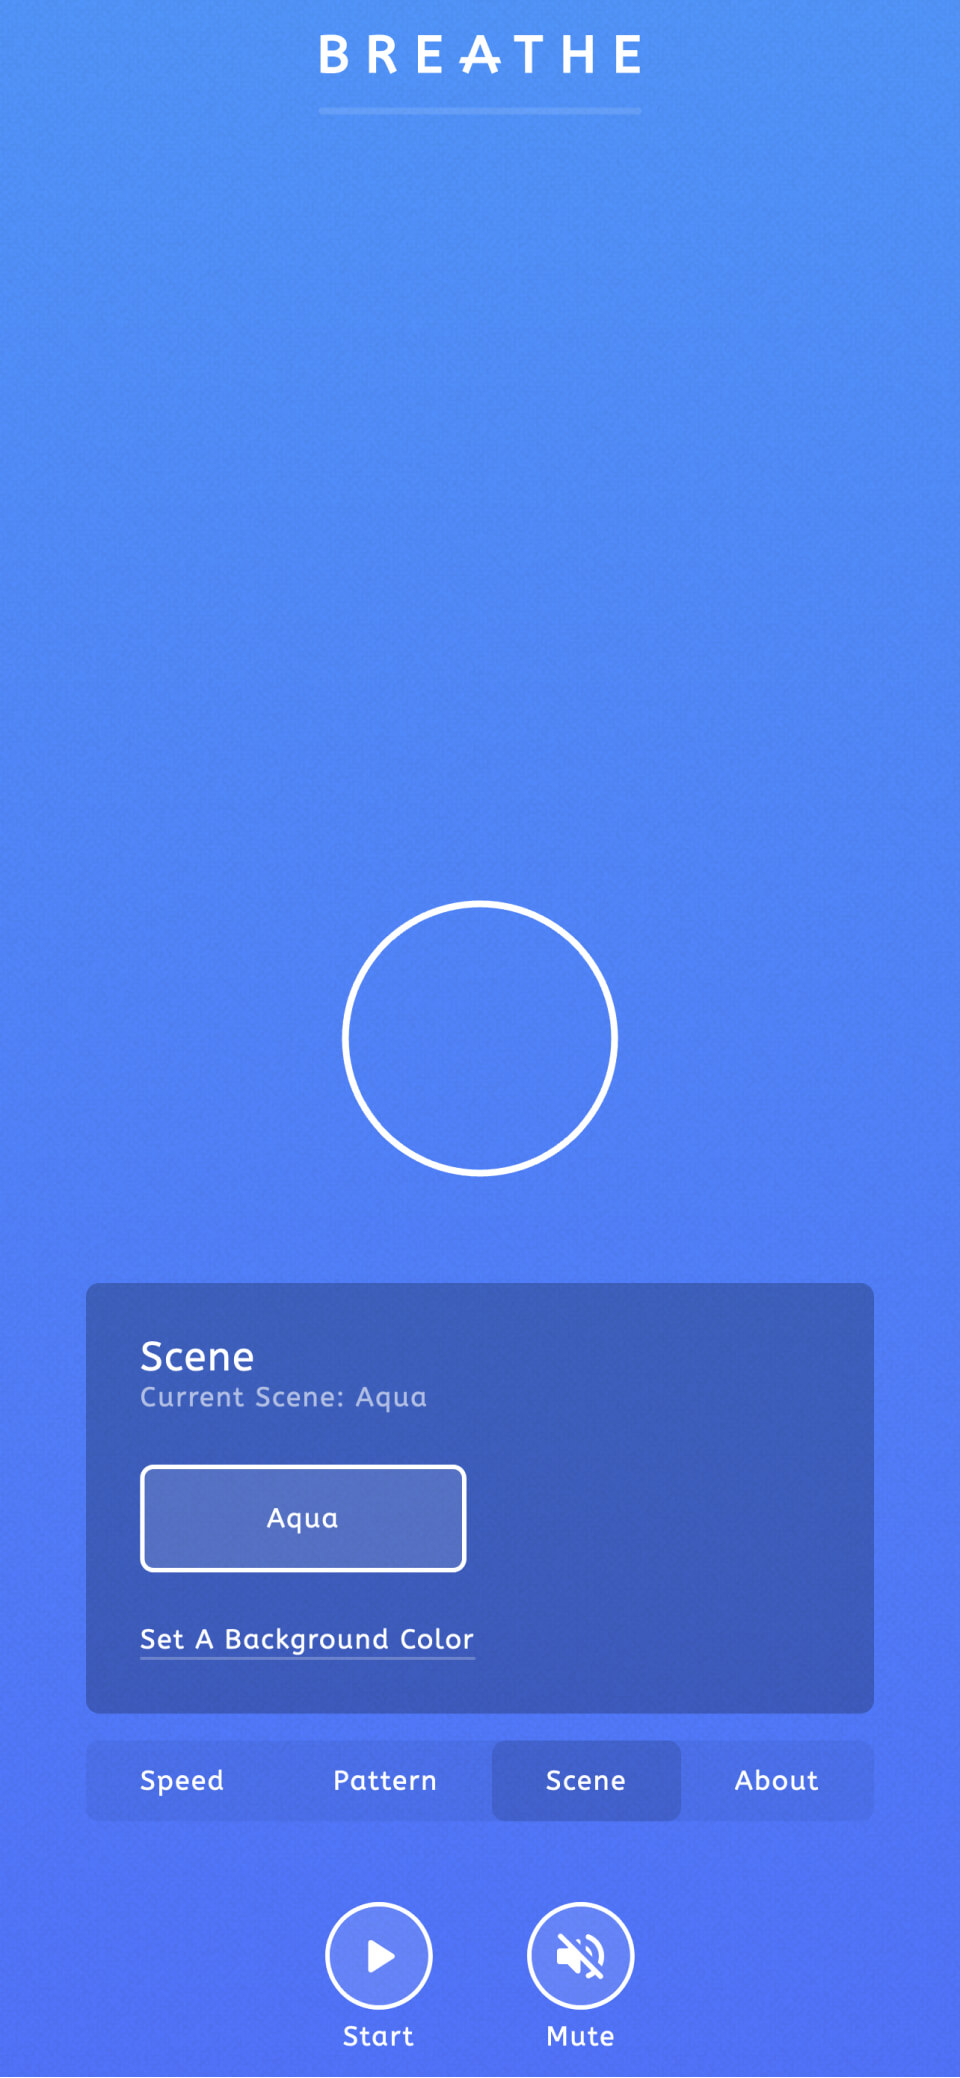 BREATHE
Scene
Current Scene: Aqua
Aqua
Set A Background Color
Speed Pattern Scene About
Start Mute